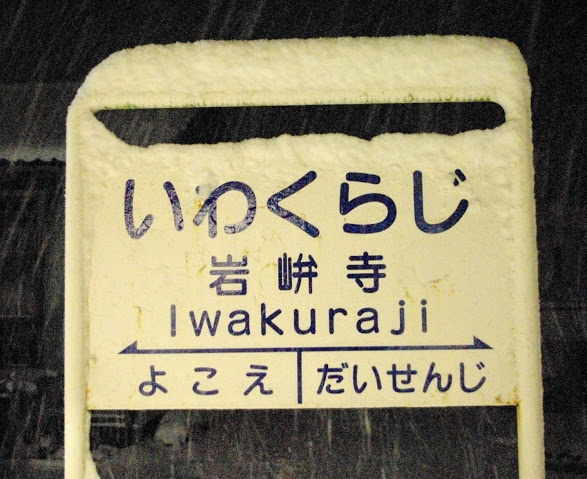 いわくらじ
岩峅寺
Iwakuraji
よこえ だいせんじ